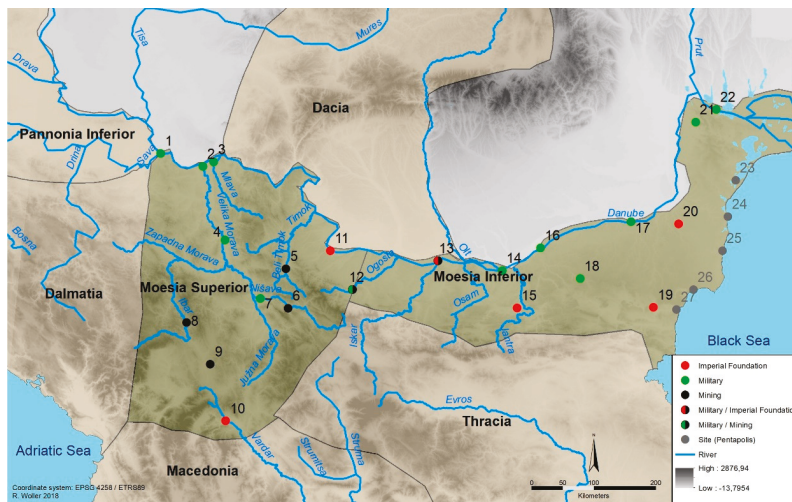 Tisa
Mures
Prut
Drava
Dacia
Pannonia Inferior
Sava
Drina
Mlava
Velika Morava
Timok
Beli Timok
Zapadna Morava
Bosna
Dalmatia
Moesia Superior
Nišava
Ibar
Južna Morava
Ogosta
Olt
Moesia Inferior
Osam
Iskar
Jantra
Danube
Evros
Thracia
Vardar
Strumitsa
Struma
Macedonia
Adriatic Sea
Black Sea
1
2
3
4
5
6
7
8
9
10
11
12
13
14
15
16
17
18
19
20
21
22
23
24
25
26
27
Imperial Foundation
Military
Mining
Military / Imperial Foundatio
Military / Mining
Site (Pentapolis)
River
High : 2876,94
Low : -13,7954
N
0 50 100 200
Kilometers
Coordinate system: EPSG 4258 / ETRS89
R. Woller 2018